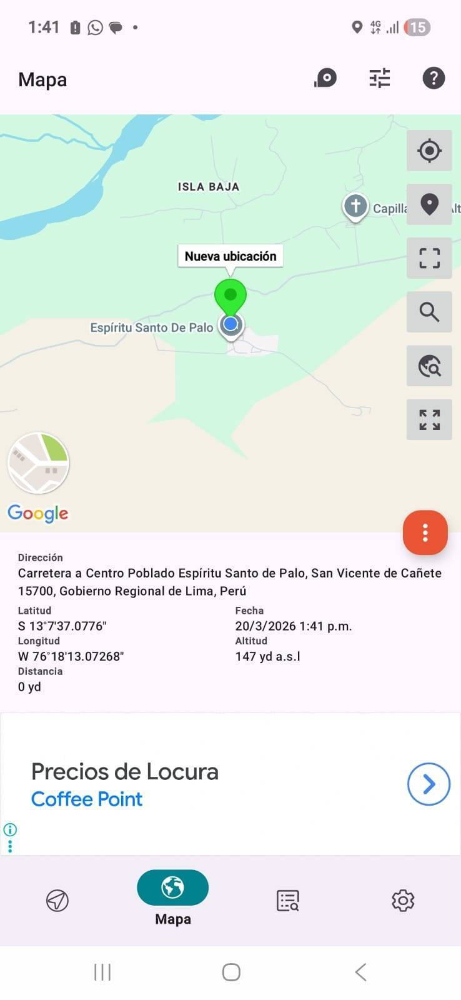 1:41
4G
15
Mapa
ISLA BAJA
Capilla
Alt
Nueva ubicación
Espíritu Santo De Palo
Google
Dirección
Carretera a Centro Poblado Espíritu Santo de Palo, San Vicente de Cañete
15700, Gobierno Regional de Lima, Perú
Latitud
S 13°7'37.0776"
Fecha
20/3/2026 1:41 p.m.
Longitud
W 76°18'13.07268"
Altitud
147 yd a.s.l
Distancia
0 yd
Precios de Locura
Coffee Point
Mapa